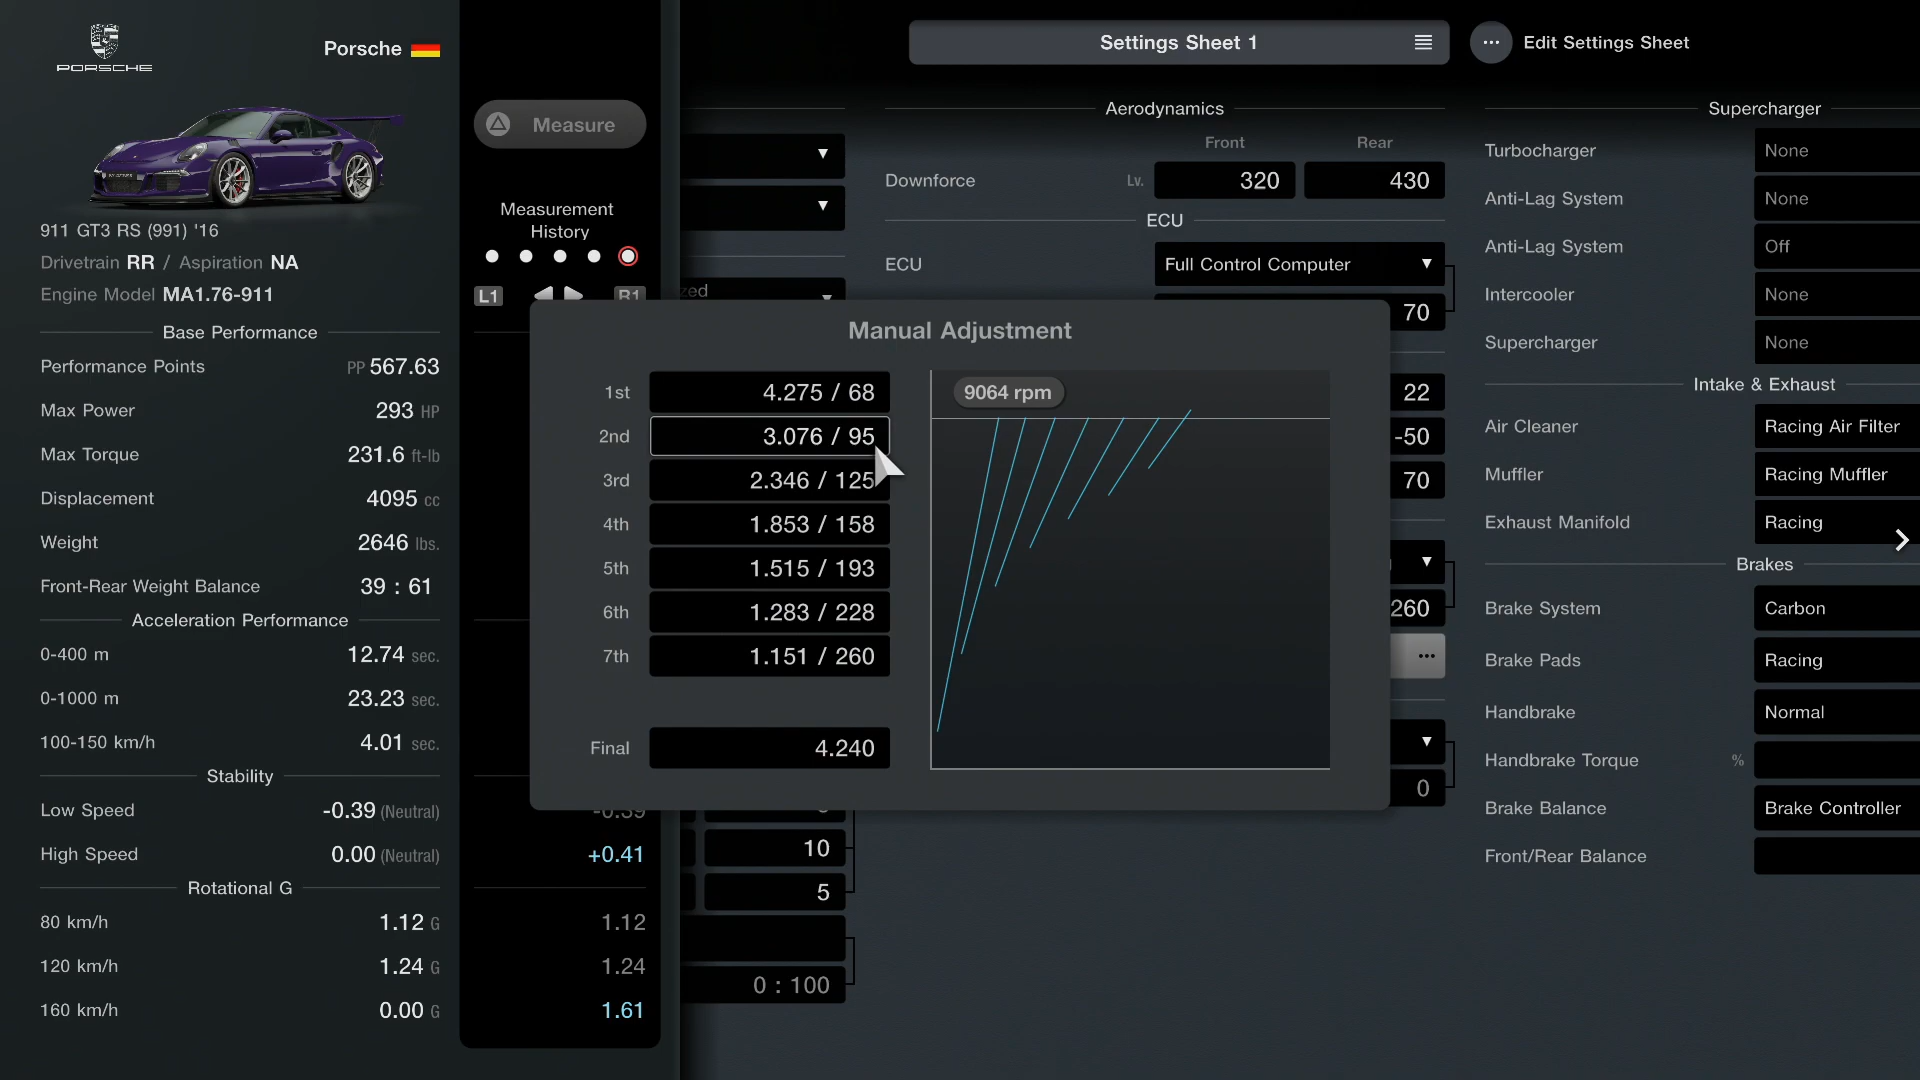 PORSCHE
Porsche
911 GT3 RS (991) '16
Drivetrain RR / Aspiration NA
Engine Model MA1.76-911
Base Performance
Performance Points PP 567.63
Max Power 293 HP
Max Torque 231.6 ft-lb
Displacement 4095 cc
Weight 2646 lbs.
Front-Rear Weight Balance 39 : 61
Acceleration Performance
0-400 m 12.74 sec.
0-1000 m 23.23 sec.
100-150 km/h 4.01 sec.
Stability
Low Speed -0.39 (Neutral)
High Speed 0.00 (Neutral)
Rotational G
80 km/h 1.12 G
120 km/h 1.24 G
160 km/h 0.00 G
Measure
Measurement
History
L1 R1
-0.39
+0.41
1.12
1.24
1.61
10
5
0 : 100
Settings Sheet 1
Edit Settings Sheet
Aerodynamics
Front Rear
Downforce Lv. 320 430
ECU
ECU Full Control Computer
70
22
-50
70
260
0
Manual Adjustment
1st 4.275 / 68
2nd 3.076 / 95
3rd 2.346 / 125
4th 1.853 / 158
5th 1.515 / 193
6th 1.283 / 228
7th 1.151 / 260
Final 4.240
9064 rpm
Supercharger
Turbocharger None
Anti-Lag System None
Anti-Lag System Off
Intercooler None
Supercharger None
Intake & Exhaust
Air Cleaner Racing Air Filter
Muffler Racing Muffler
Exhaust Manifold Racing
Brakes
Brake System Carbon
Brake Pads Racing
Handbrake Normal
Handbrake Torque %
Brake Balance Brake Controller
Front/Rear Balance